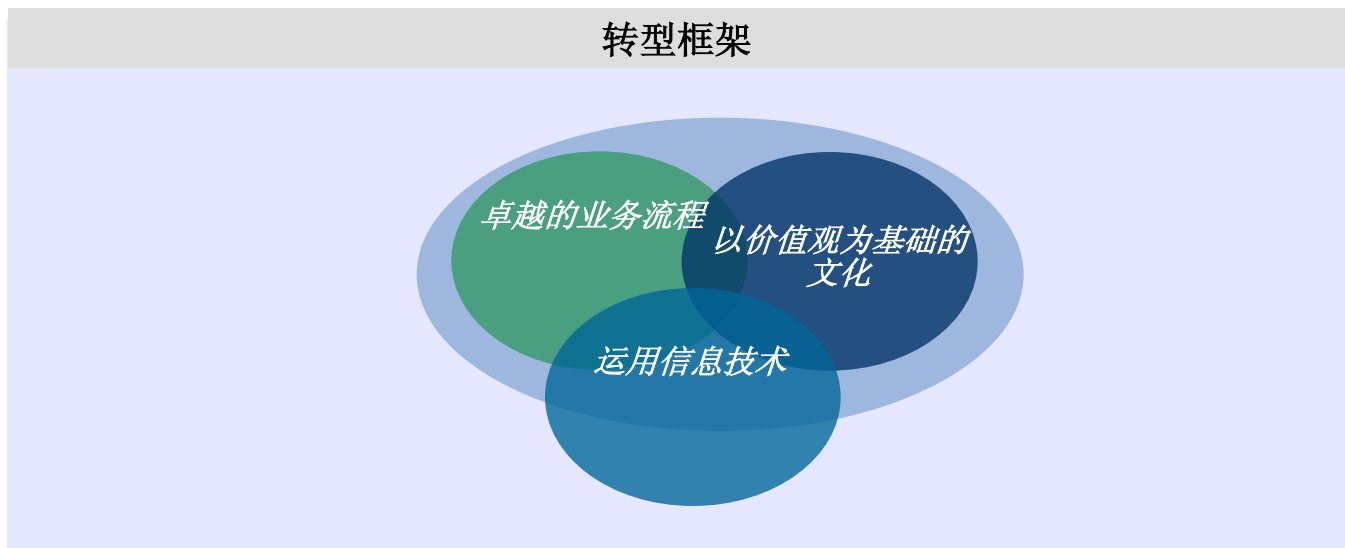 转型框架
卓越的业务流程
以价值观为基础的
文化
运用信息技术